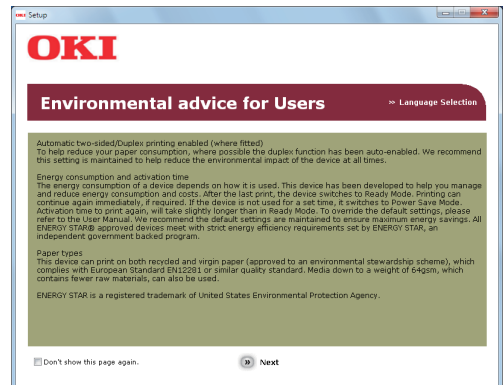 OKI Setup
OKI
Environmental advice for Users
» Language Selection
Automatic two-sided/Duplex printing enabled (where fitted)
To help reduce your paper consumption, where possible the duplex function has been auto-enabled. We recommend
this setting is maintained to help reduce the environmental impact of the device at all times.
Energy consumption and activation time
The energy consumption of a device depends on how it is used. This device has been developed to help you manage
and reduce energy consumption and costs. After the last print, the device switches to Ready Mode. Printing can
continue again immediately, if required. If the device is not used for a set time, it switches to Power Save Mode.
Activation time to print again, will take slightly longer than in Ready Mode. To override the default settings, please
refer to the User Manual. We recommend the default settings are maintained to ensure maximum energy savings. All
ENERGY STAR® approved devices meet with strict energy efficiency requirements set by ENERGY STAR, an
independent government backed program.
Paper types
This device can print on both recycled and virgin paper (approved to an environmental stewardship scheme), which
complies with European Standard EN12281 or similar quality standard. Media down to a weight of 64gsm, which
contains fewer raw materials, can also be used.
ENERGY STAR is a registered trademark of United States Environmental Protection Agency.
Don't show this page again.
» Next